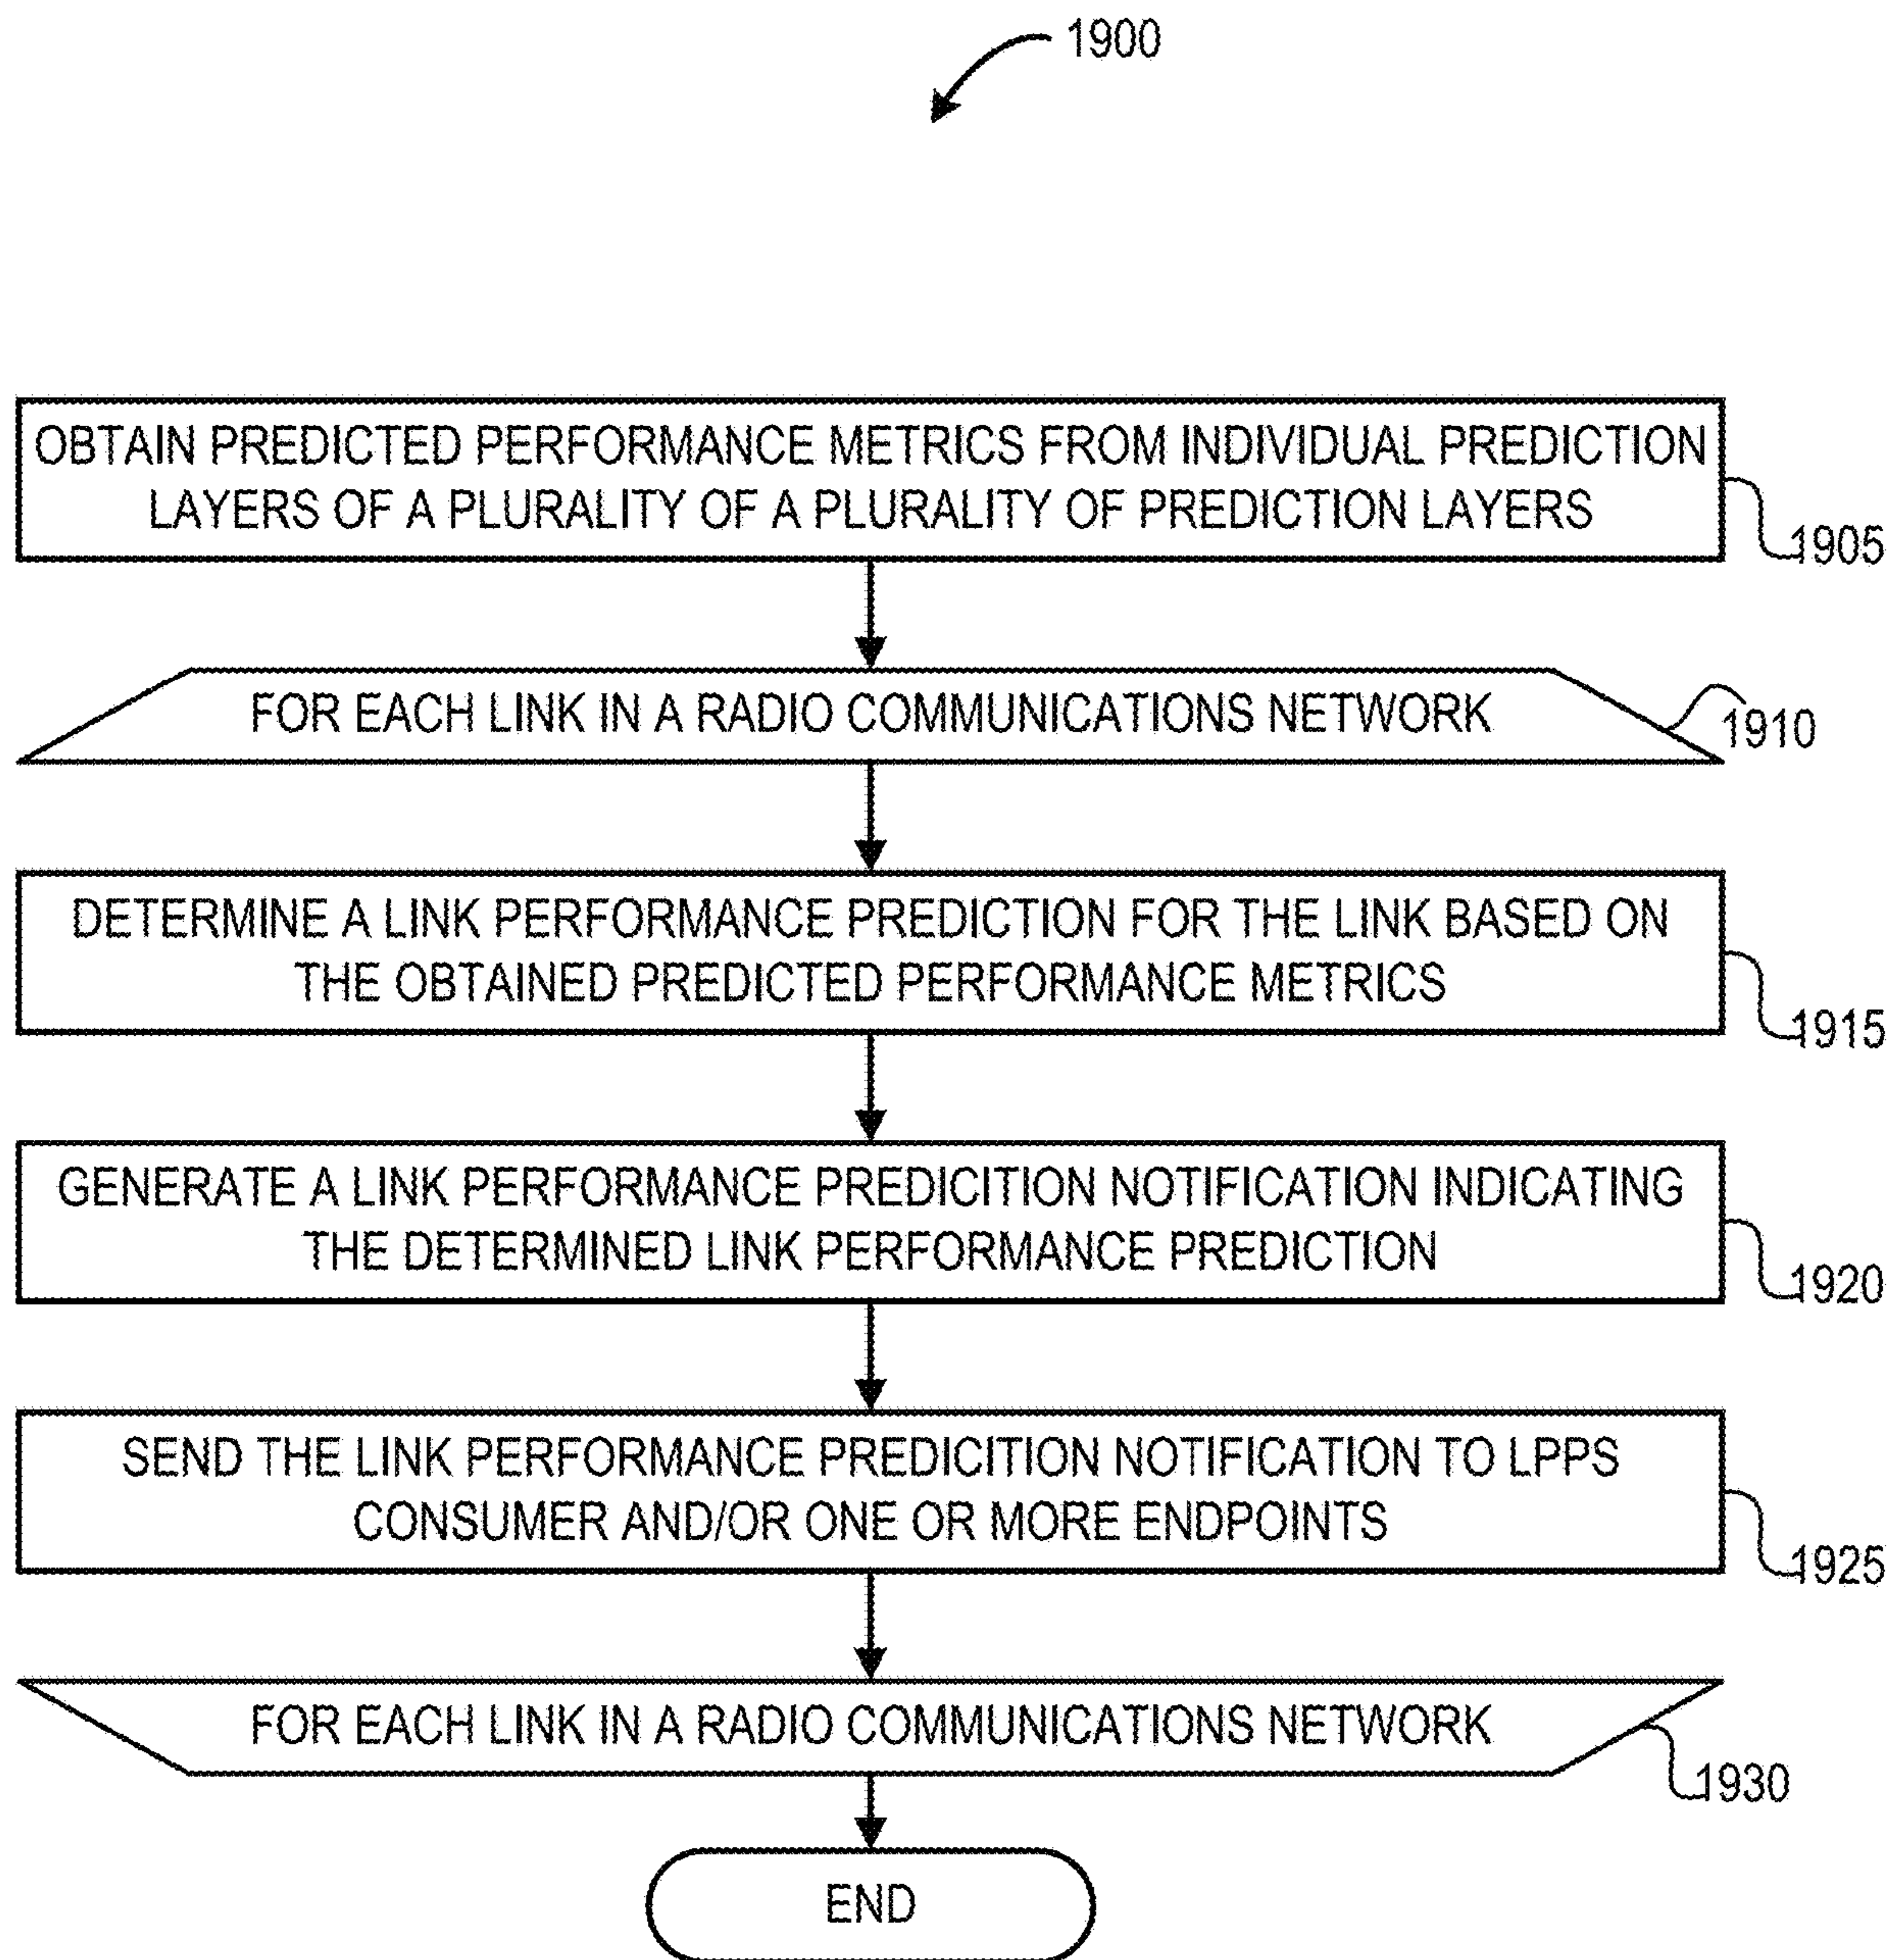 1900
OBTAIN PREDICTED PERFORMANCE METRICS FROM INDIVIDUAL PREDICTION
LAYERS OF A PLURALITY OF A PLURALITY OF PREDICTION LAYERS
1905
FOR EACH LINK IN A RADIO COMMUNICATIONS NETWORK
1910
DETERMINE A LINK PERFORMANCE PREDICTION FOR THE LINK BASED ON
THE OBTAINED PREDICTED PERFORMANCE METRICS
1915
GENERATE A LINK PERFORMANCE PREDICITION NOTIFICATION INDICATING
THE DETERMINED LINK PERFORMANCE PREDICTION
1920
SEND THE LINK PERFORMANCE PREDICITION NOTIFICATION TO LPPS
CONSUMER AND/OR ONE OR MORE ENDPOINTS
1925
FOR EACH LINK IN A RADIO COMMUNICATIONS NETWORK
1930
END